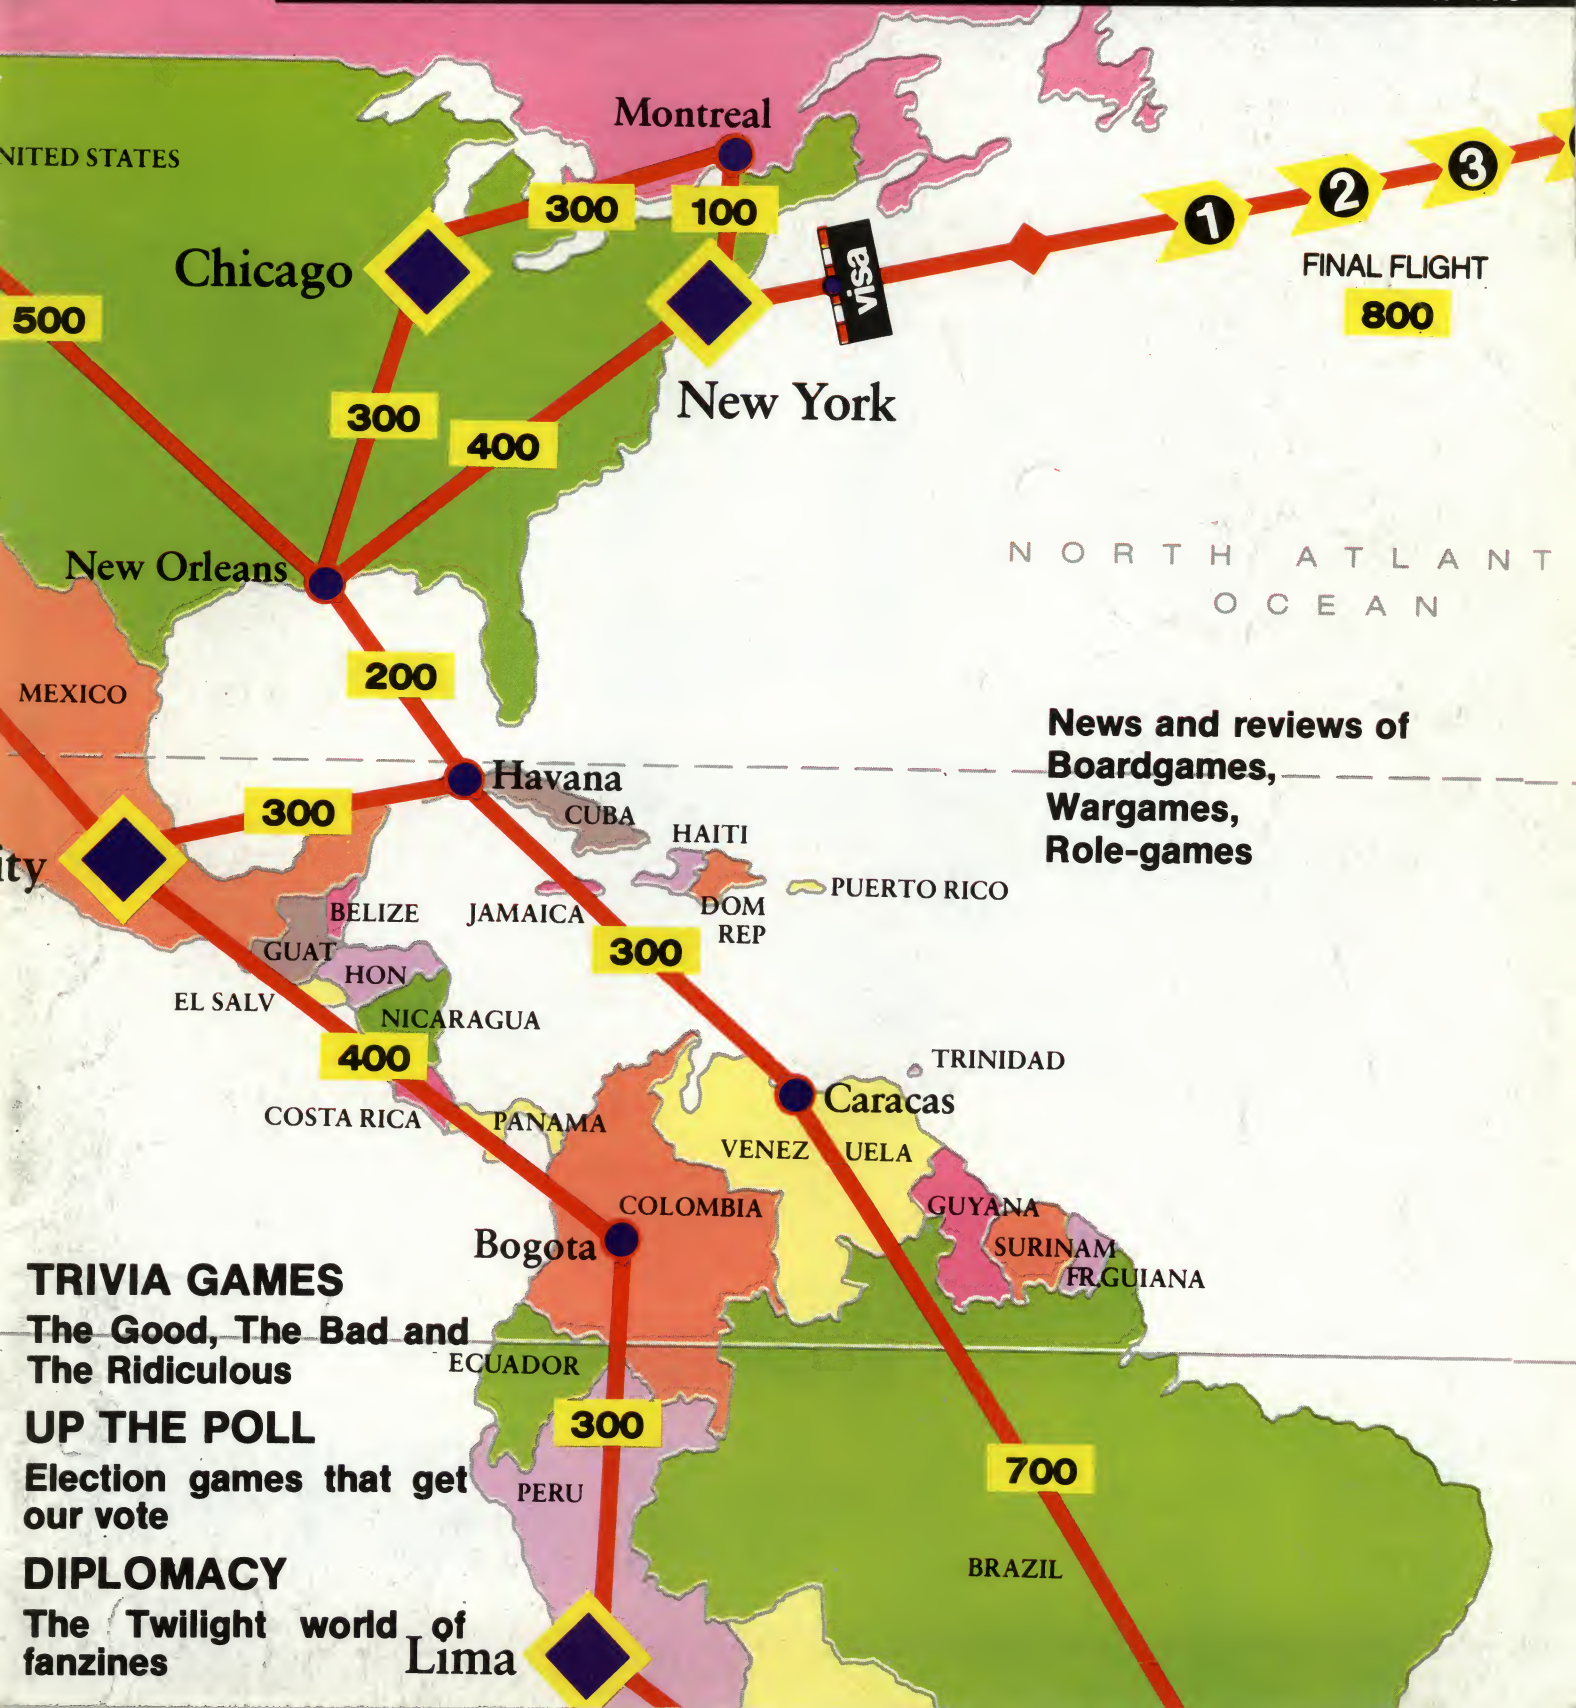 Montreal
NITED STATES
300
100
1
2
3
visa
Chicago
FINAL FLIGHT
500
800
New York
300
400
NORTH ATLANT
OCEAN
New Orleans
200
MEXICO
News and reviews of
Boardgames,
Wargames,
Role-games
Havana
300
CUBA
HAITI
ity
PUERTO RICO
BELIZE
JAMAICA
DOM
REP
GUAT
300
HON
EL SALV
NICARAGUA
400
TRINIDAD
Caracas
COSTA RICA
PANAMA
VENEZ UELA
COLOMBIA
GUYANA
Bogota
SURINAM
FR.GUIANA
TRIVIA GAMES
The Good, The Bad and
The Ridiculous
ECUADOR
UP THE POLL
300
Election games that get
our vote
700
PERU
BRAZIL
DIPLOMACY
The Twilight world of
fanzines
Lima